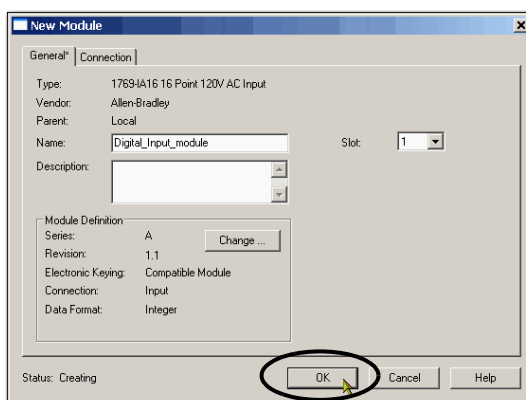 New Module
General* Connection
Type: 1769-IA16 16 Point 120V AC Input
Vendor: Allen-Bradley
Parent: Local
Name: Digital_Input_module Slot: 1
Description:
Module Definition
Series: A Change ...
Revision: 1.1
Electronic Keying: Compatible Module
Connection: Input
Data Format: Integer
Status: Creating OK Cancel Help